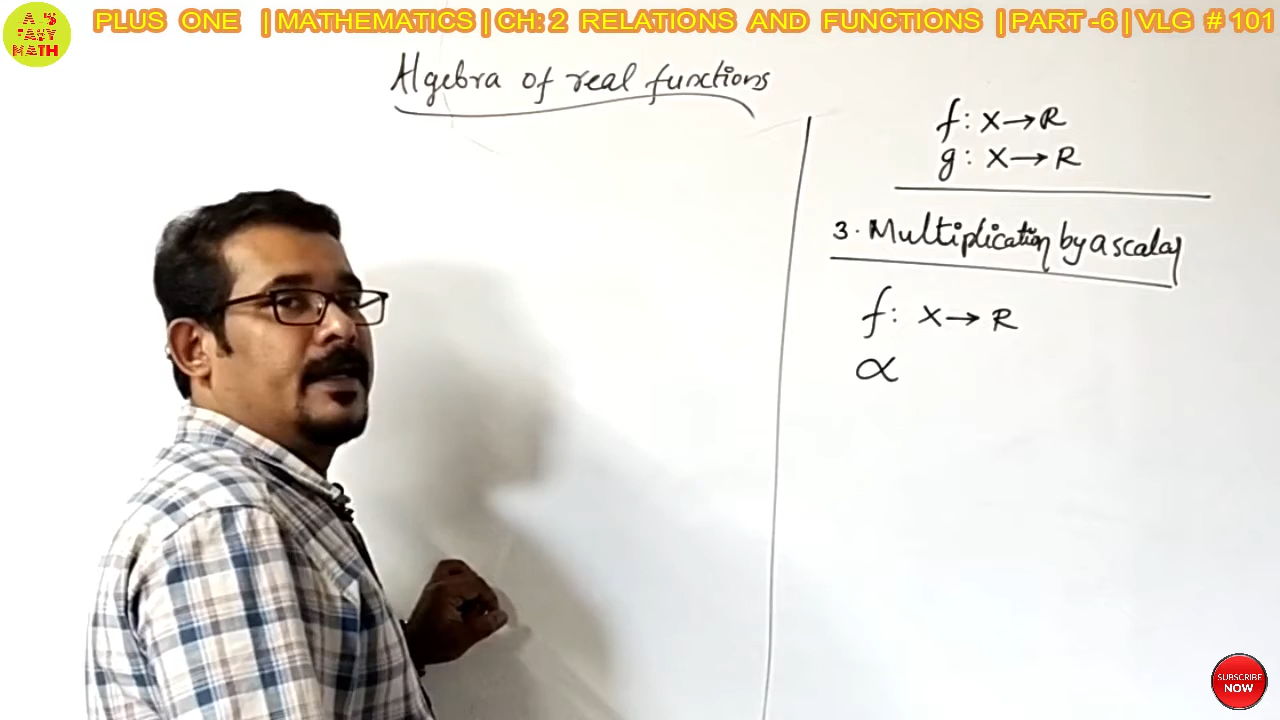 A 3
EASY
MATH
PLUS ONE | MATHEMATICS | CH: 2 RELATIONS AND FUNCTIONS | PART -6 | VLG # 101
Algebra of real functions
f: X→R
g: X→R
3. Multiplication by a scalar
f: X→R
α
SUBSCRIBE
NOW